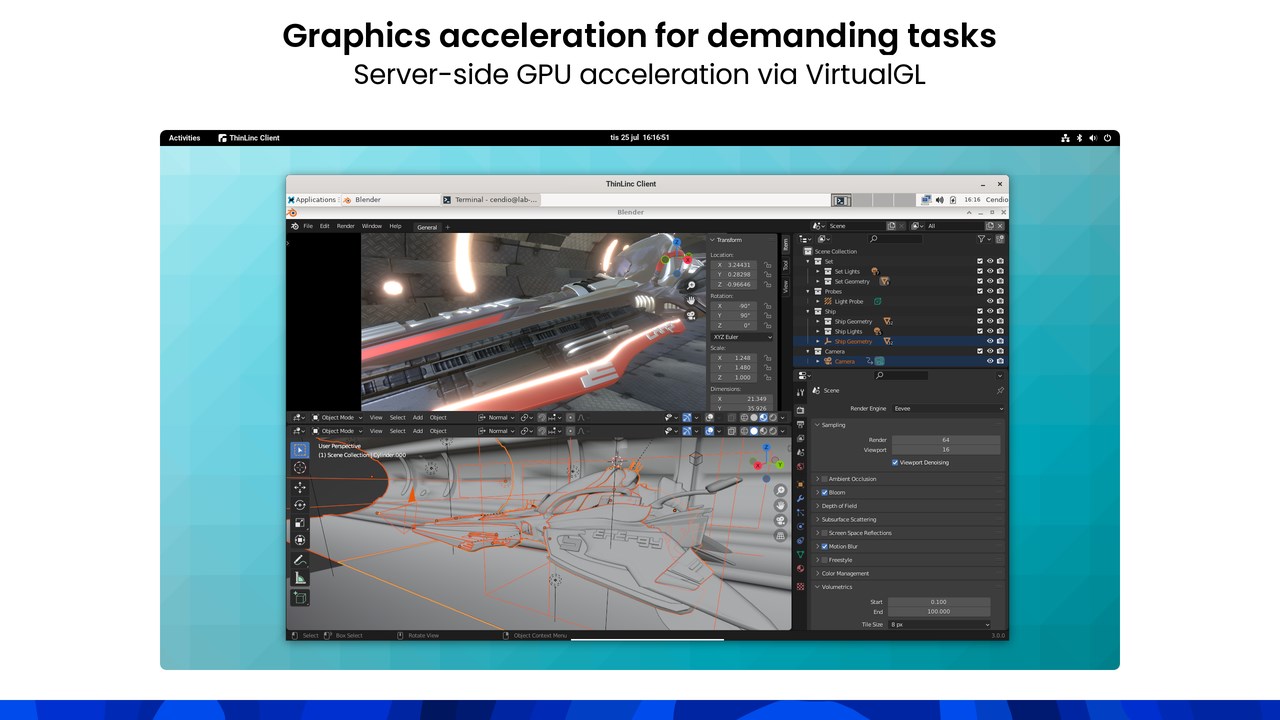 Graphics acceleration for demanding tasks
Server-side GPU acceleration via VirtualGL
Activities ThinLinc Client tis 25 jul 16:16:51
ThinLinc Client
Applications Blender Terminal - cendio@lab-... 16:16 Cendio
Blender
File Edit Render Window Help General + Scene All
Transform
Location:
X 3.24431
Y 0.28298
Z -0.96646
Rotation:
X -90°
Y 90°
Z 0°
XYZ Euler
Scale:
X 1.248
Y 1.480
Z 1.000
Dimensions:
X 21.349
Y 35.926
Item
Tool
View
Object Mode View Select Add Object Normal
Object Mode View Select Add Object Normal
User Perspective
(1) Scene Collection | Cylinder.000
energy
Scene Collection
Set
Set Lights
Set Geometry
Probes
Light Probe
Ship
Ship Geometry
Ship Lights
Ship Geometry
Camera
Camera
Scene
Render Engine Eevee
Sampling
Render 64
Viewport 16
Viewport Denoising
Ambient Occlusion
Bloom
Depth of Field
Subsurface Scattering
Screen Space Reflections
Motion Blur
Freestyle
Color Management
Volumetrics
Start 0.100
End 100.000
Tile Size 8 px
Select Box Select Rotate View Object Context Menu 3.0.0